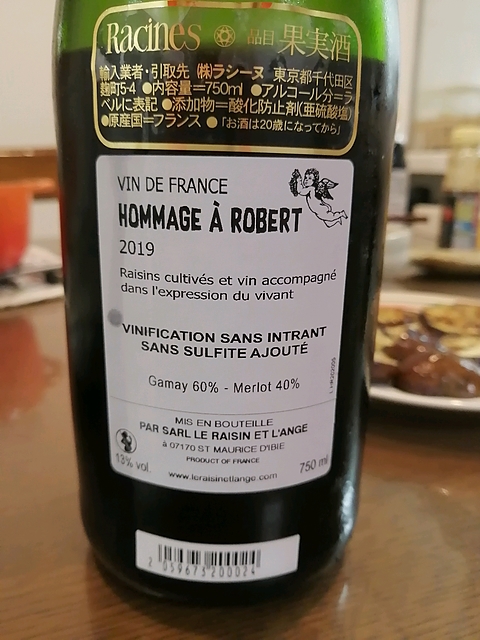 Racines 品目 果実酒
輸入業者・引取先 ㈱ラシーヌ 東京都千代田区
麹町5-4 ●内容量=750ml ●アルコール分=ラ
ベルに表記 ●添加物=酸化防止剤(亜硫酸塩)
●原産国=フランス ●「お酒は20歳になってから」
VIN DE FRANCE
HOMMAGE À ROBERT
2019
Raisins cultivés et vin accompagné
dans l'expression du vivant
VINIFICATION SANS INTRANT
SANS SULFITE AJOUTÉ
Gamay 60% - Merlot 40%
MIS EN BOUTEILLE
PAR SARL LE RAISIN ET L'ANGE
à 07170 ST MAURICE D'IBIE
PRODUCT OF FRANCE
13% vol.
750 ml
www.leraisinetlange.com
2 059673 200024